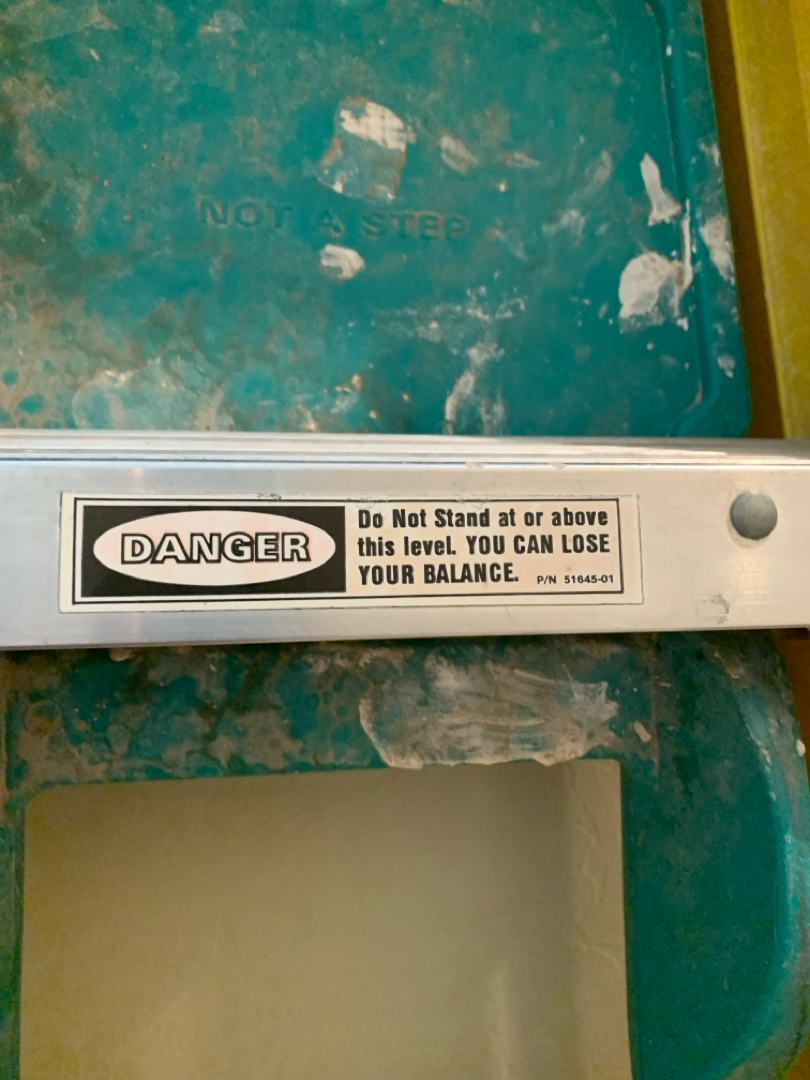 NOT A STEP
DANGER
Do Not Stand at or above
this level. YOU CAN LOSE
YOUR BALANCE. P/N 51645-01